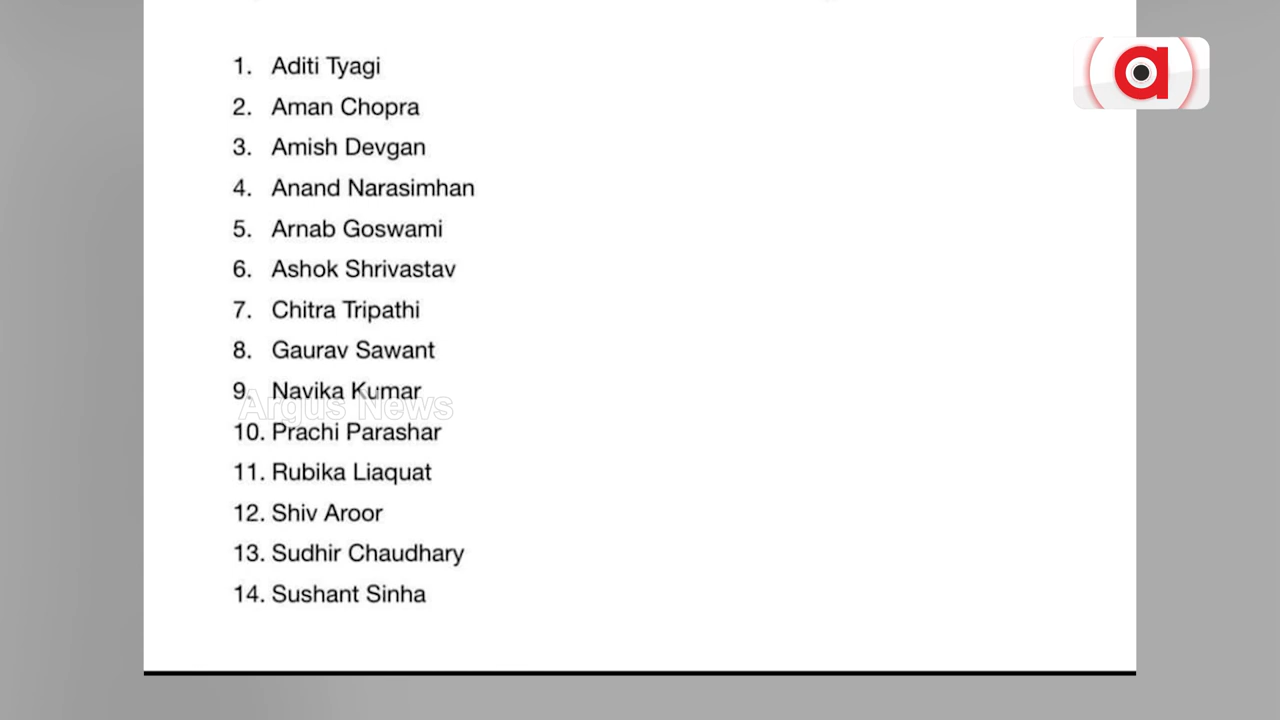 1. Aditi Tyagi
2. Aman Chopra
3. Amish Devgan
4. Anand Narasimhan
5. Arnab Goswami
6. Ashok Shrivastav
7. Chitra Tripathi
8. Gaurav Sawant
9. Navika Kumar
Argus News
10. Prachi Parashar
11. Rubika Liaquat
12. Shiv Aroor
13. Sudhir Chaudhary
14. Sushant Sinha
a